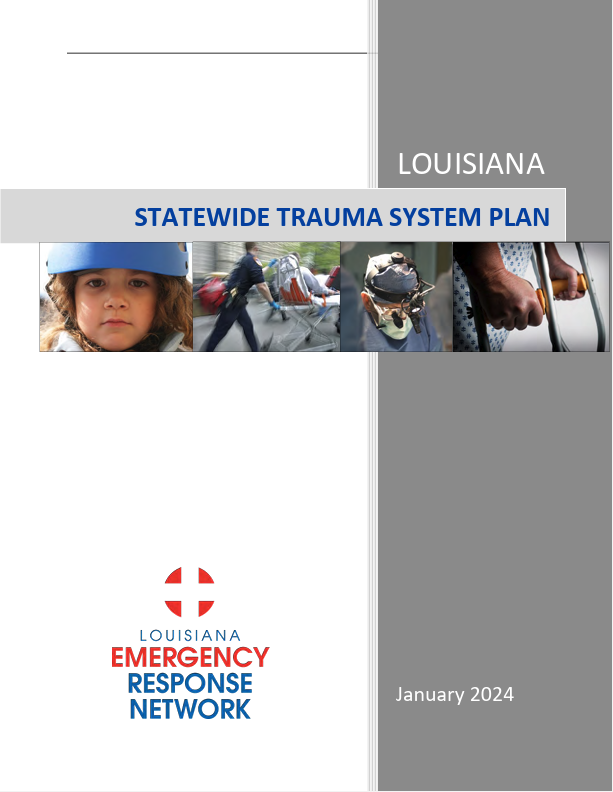 LOUISIANA
STATEWIDE TRAUMA SYSTEM PLAN
LOUISIANA
EMERGENCY
RESPONSE
NETWORK
January 2024